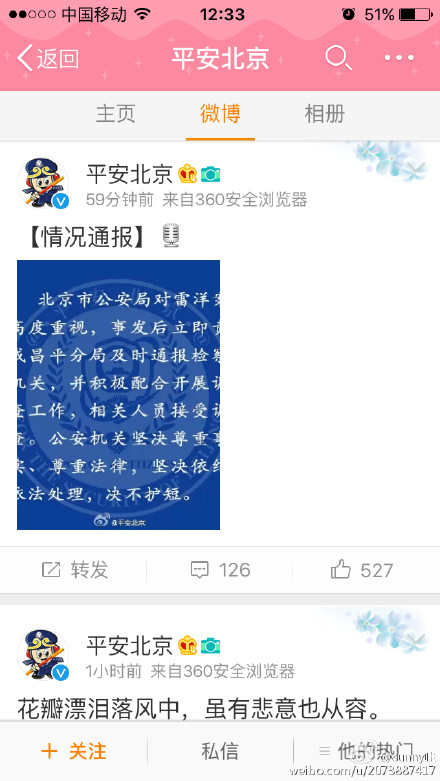 中国移动 12:33 51%
返回 平安北京
主页 微博 相册
平安北京
59分钟前 来自360安全浏览器
【情况通报】
北京市公安局对雷洋案
高度重视，事发后立即责
成昌平分局及时通报检察
机关，并积极配合开展调
查工作，相关人员接受调
查。公安机关坚决尊重事
实、尊重法律，坚决依纪
依法处理，决不护短。
@平安北京
转发 126 527
平安北京
1小时前 来自360安全浏览器
花瓣漂泪落风中，虽有悲意也从容。
+ 关注 私信 他的热门
weibo.com/u/2073887417